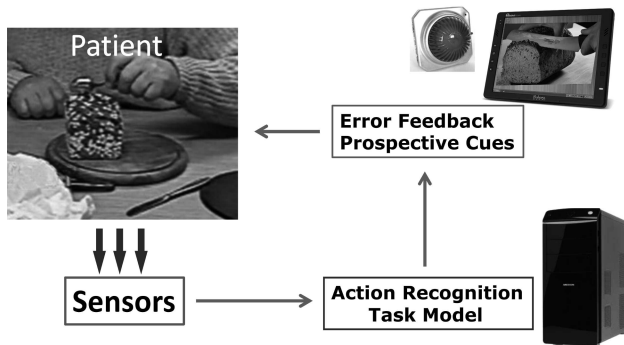 Patient
Error Feedback
Prospective Cues
Sensors
Action Recognition
Task Model